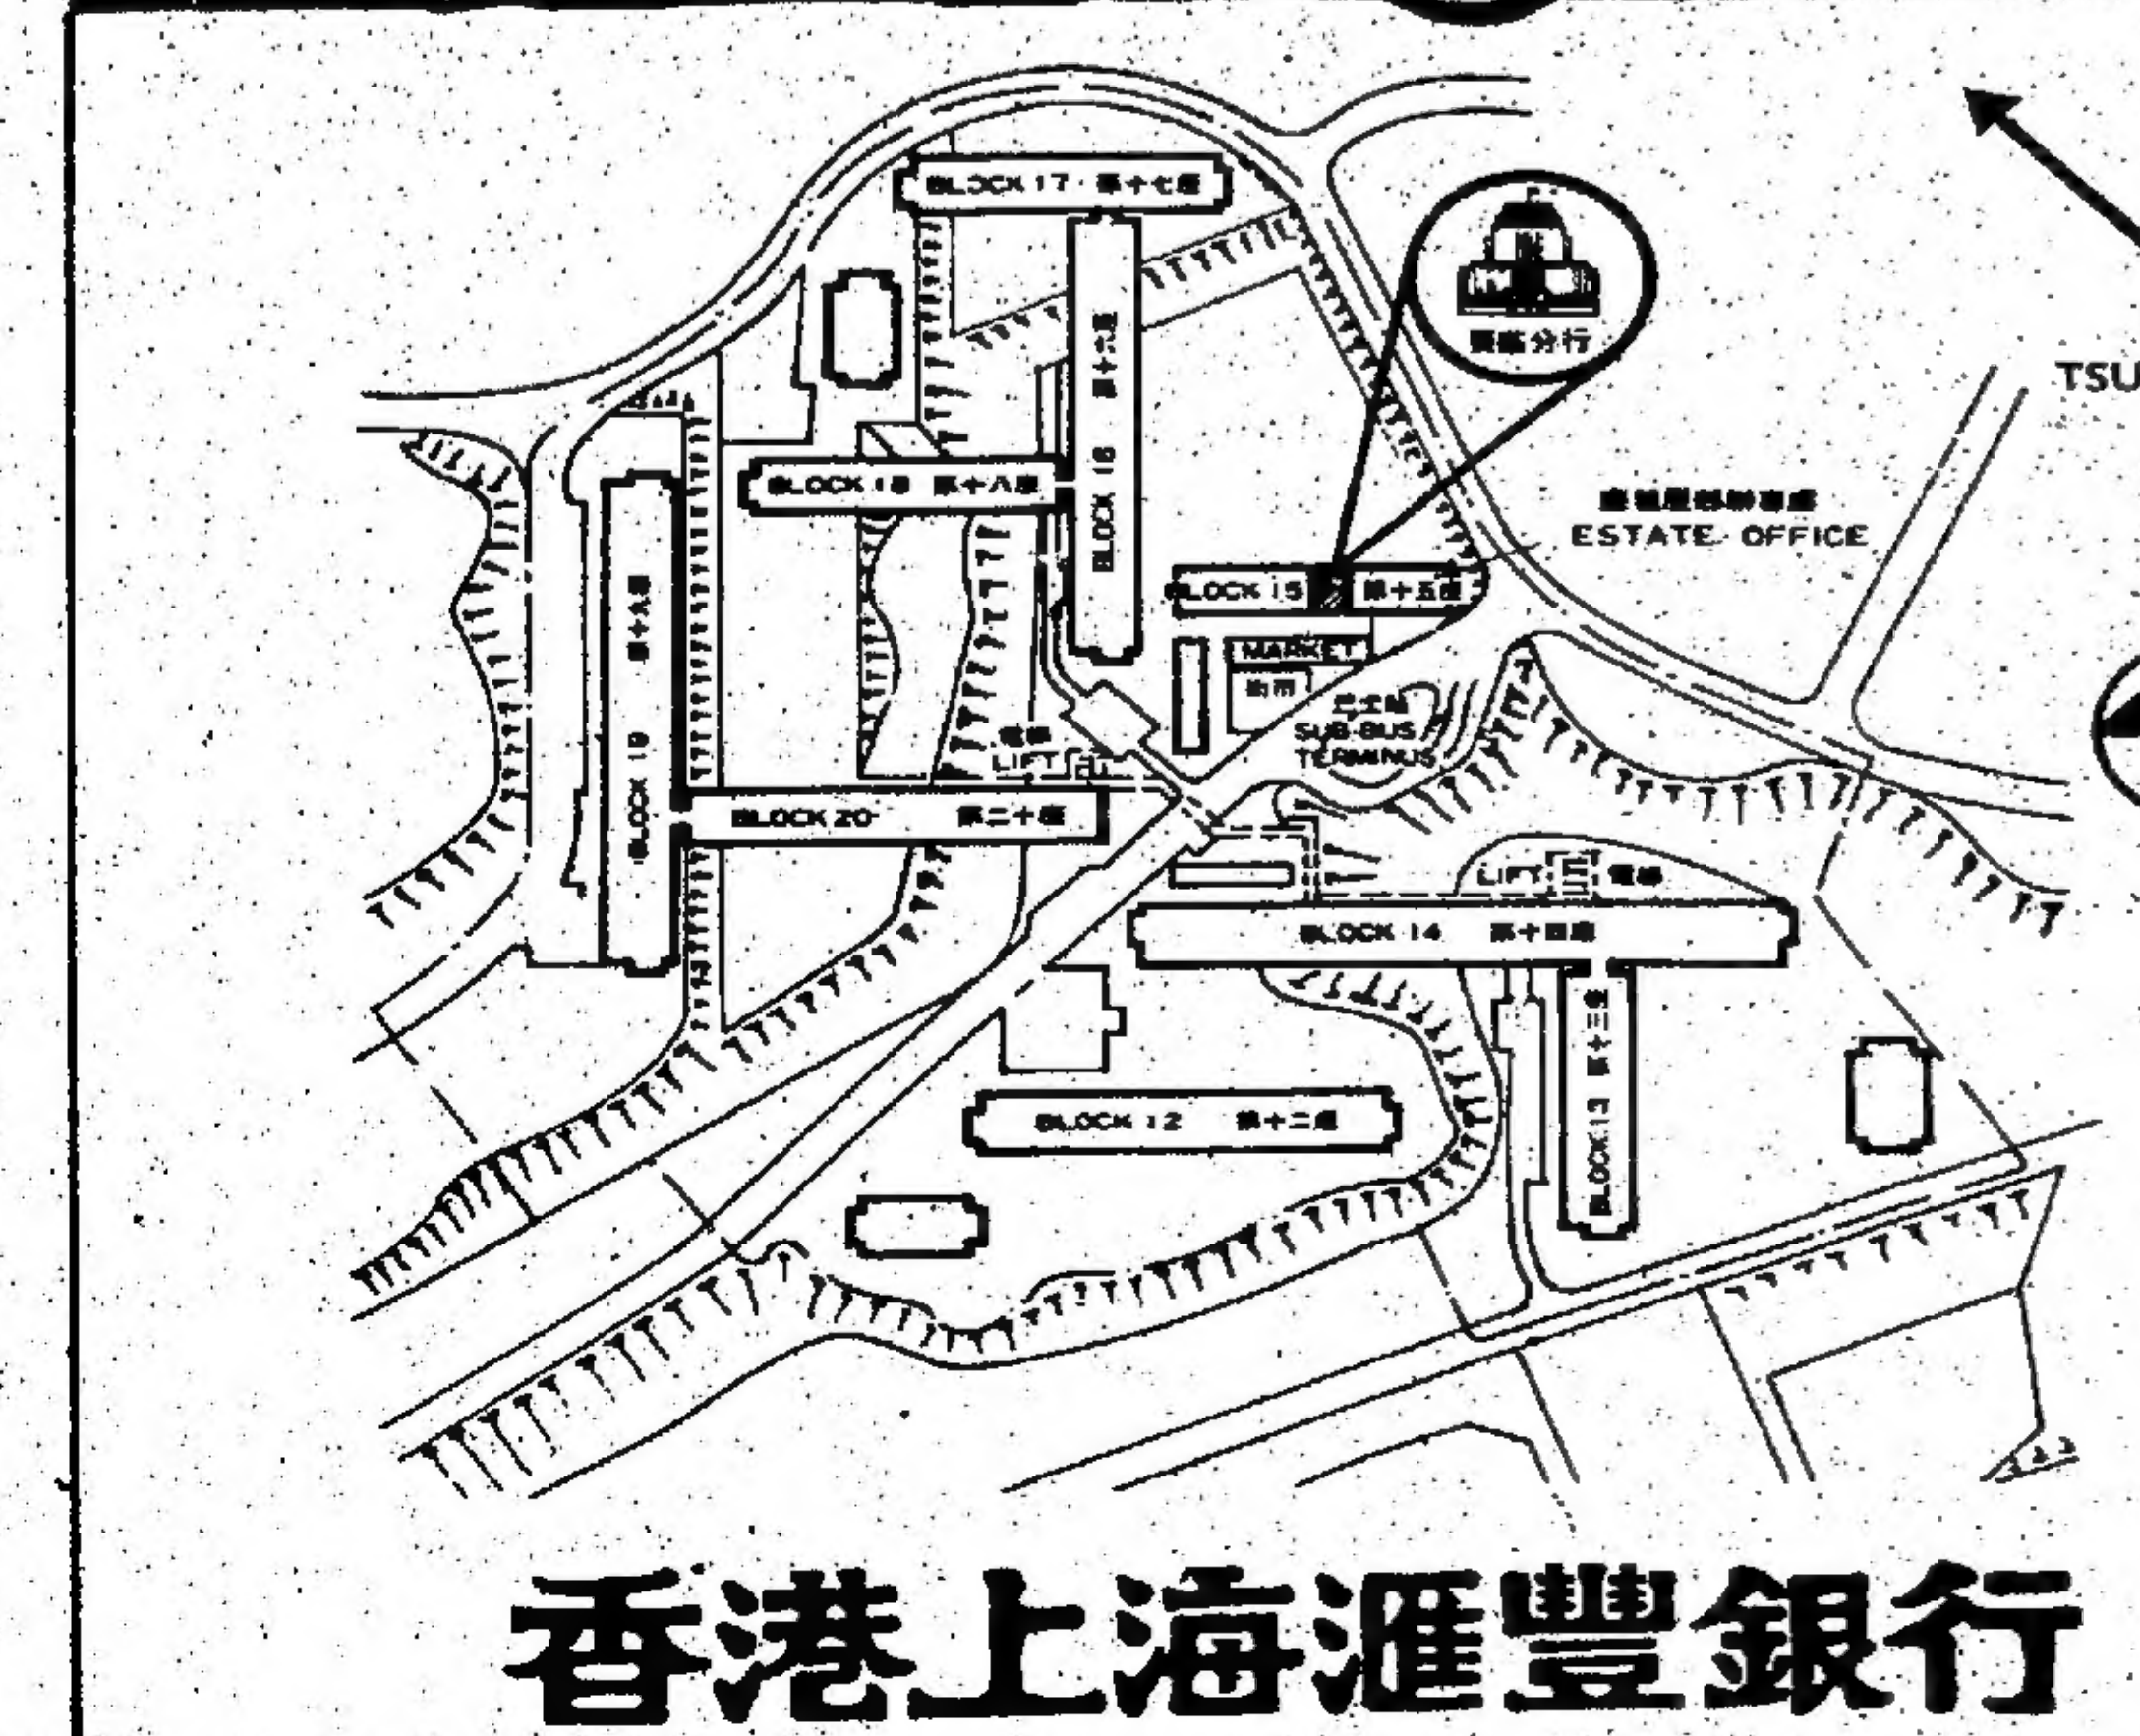 BLOCK 17 第十七座
分行
TSU
BLOCK 16 第十六座
BLOCK 18 第十八座
ESTATE OFFICE
BLOCK 15 第十五座
MARKET
街市
巴士站
SUB-BUS
TERMINUS
BLOCK 19 第十九座
電梯
LIFT
BLOCK 20 第二十座
LIFT 電梯
BLOCK 14 第十四座
BLOCK 13 第十三座
BLOCK 12 第十二座
香港上海滙豐銀行